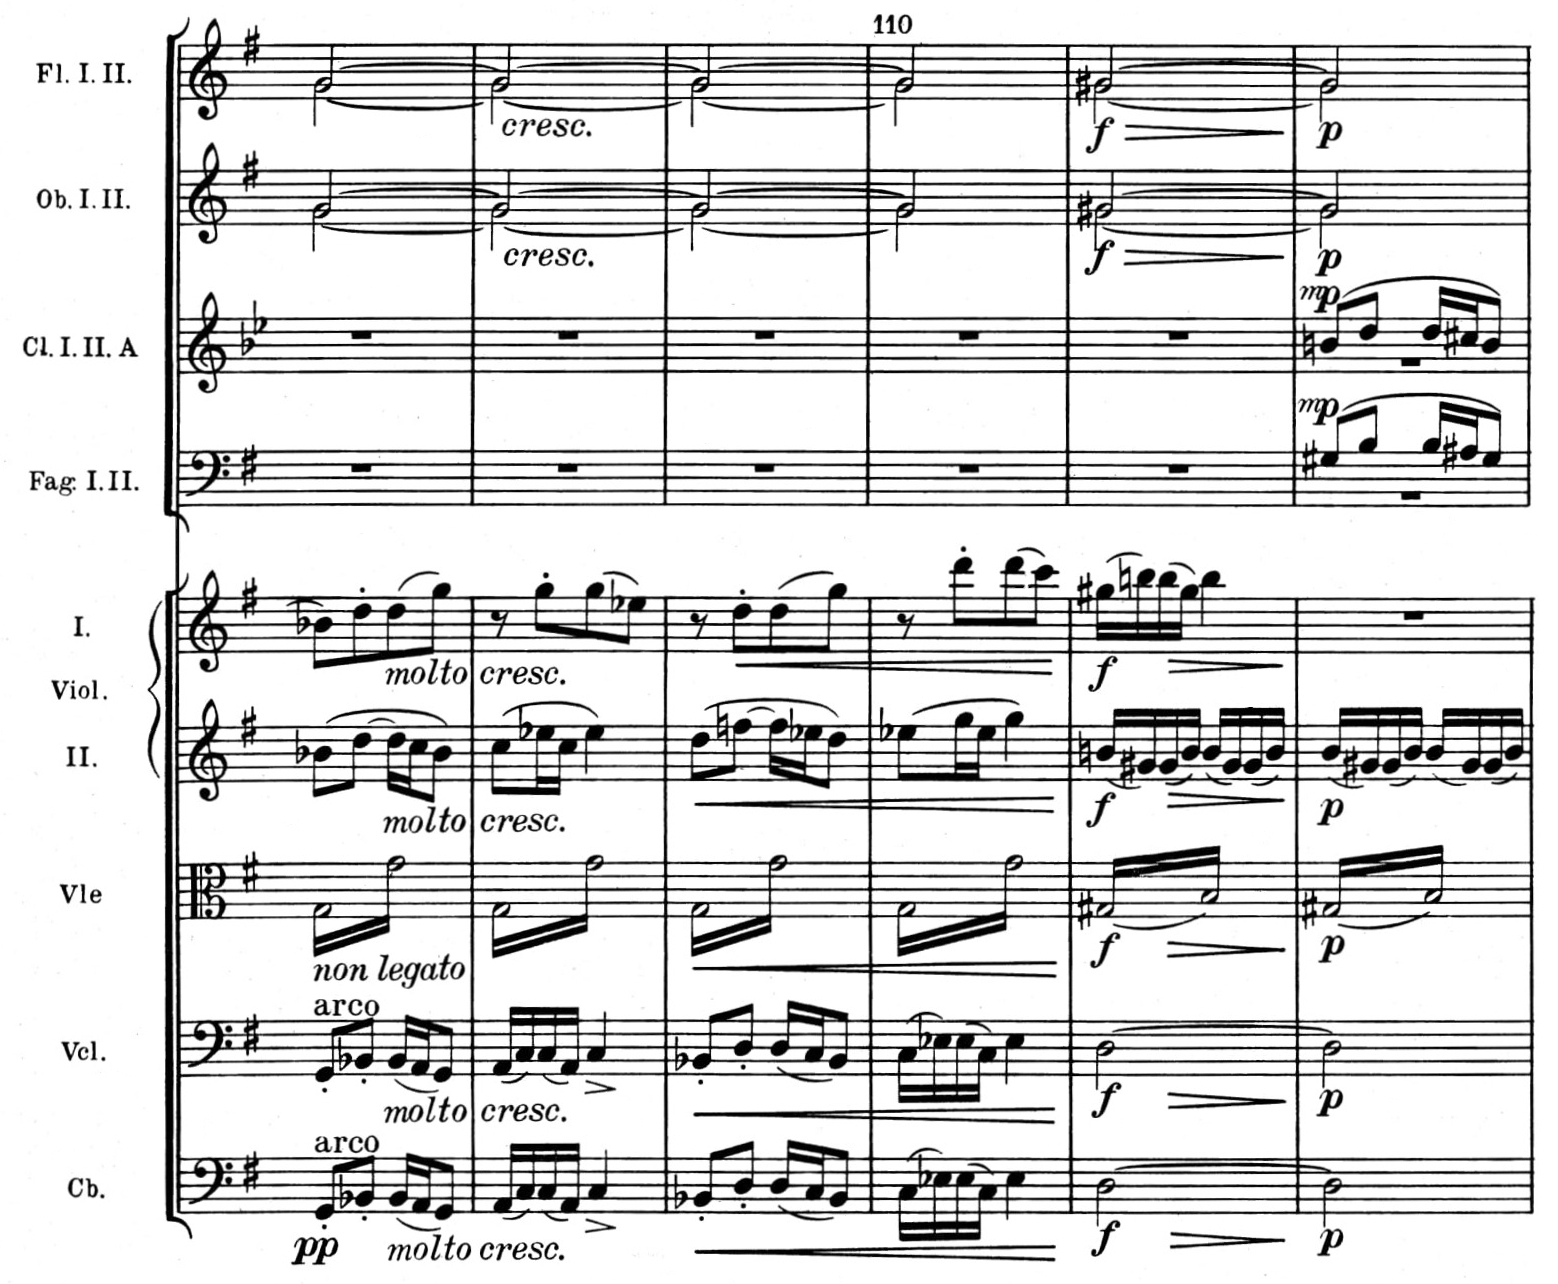 110
Fl. I. II.
cresc.
f p
Ob. I. II.
cresc.
f p
mp
Cl. I. II. A
mp
Fag. I. II.
I.
molto cresc. f
Viol.
II.
molto cresc. f p
Vle
non legato f p
arco
Vcl.
molto cresc. f p
arco
Cb.
pp molto cresc. f p